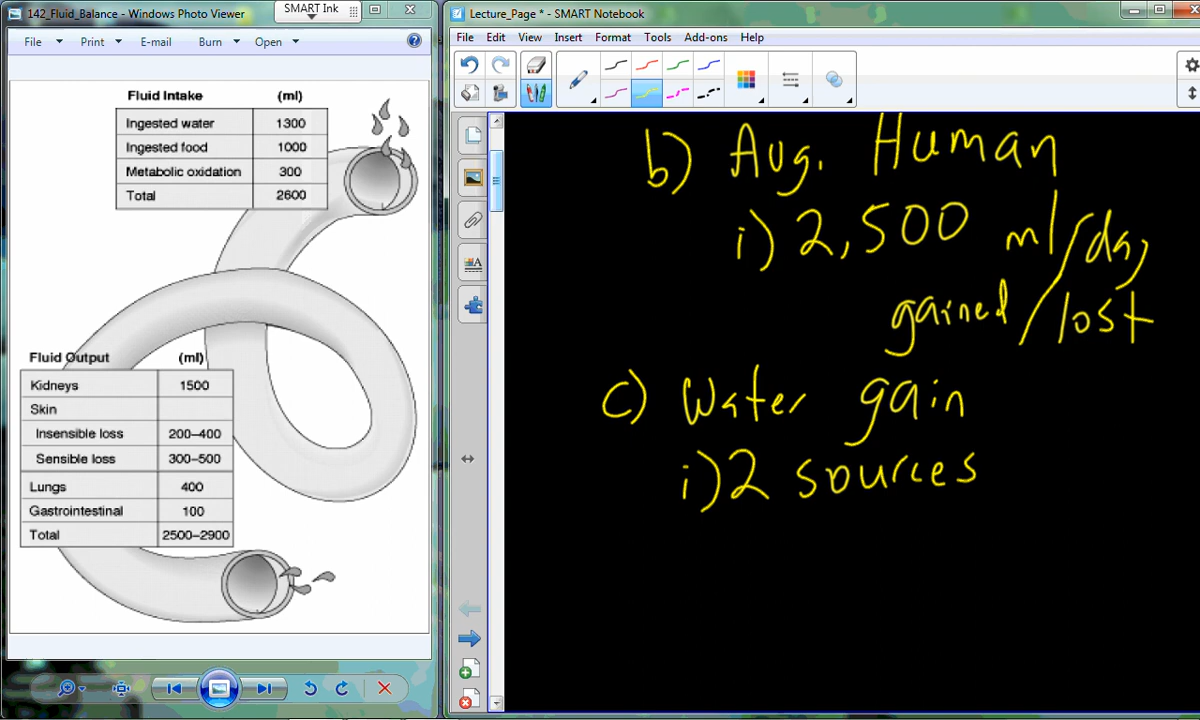 142_Fluid_Balance - Windows Photo Viewer
SMART Ink
File Print E-mail Burn Open
Fluid Intake (ml)
Ingested water 1300
Ingested food 1000
Metabolic oxidation 300
Total 2600
Fluid Output (ml)
Kidneys 1500
Skin
Insensible loss 200–400
Sensible loss 300–500
Lungs 400
Gastrointestinal 100
Total 2500–2900
Lecture_Page * - SMART Notebook
File Edit View Insert Format Tools Add-ons Help
b) Avg. Human
i) 2,500 ml/day
gained/lost
c) Water gain
i) 2 sources